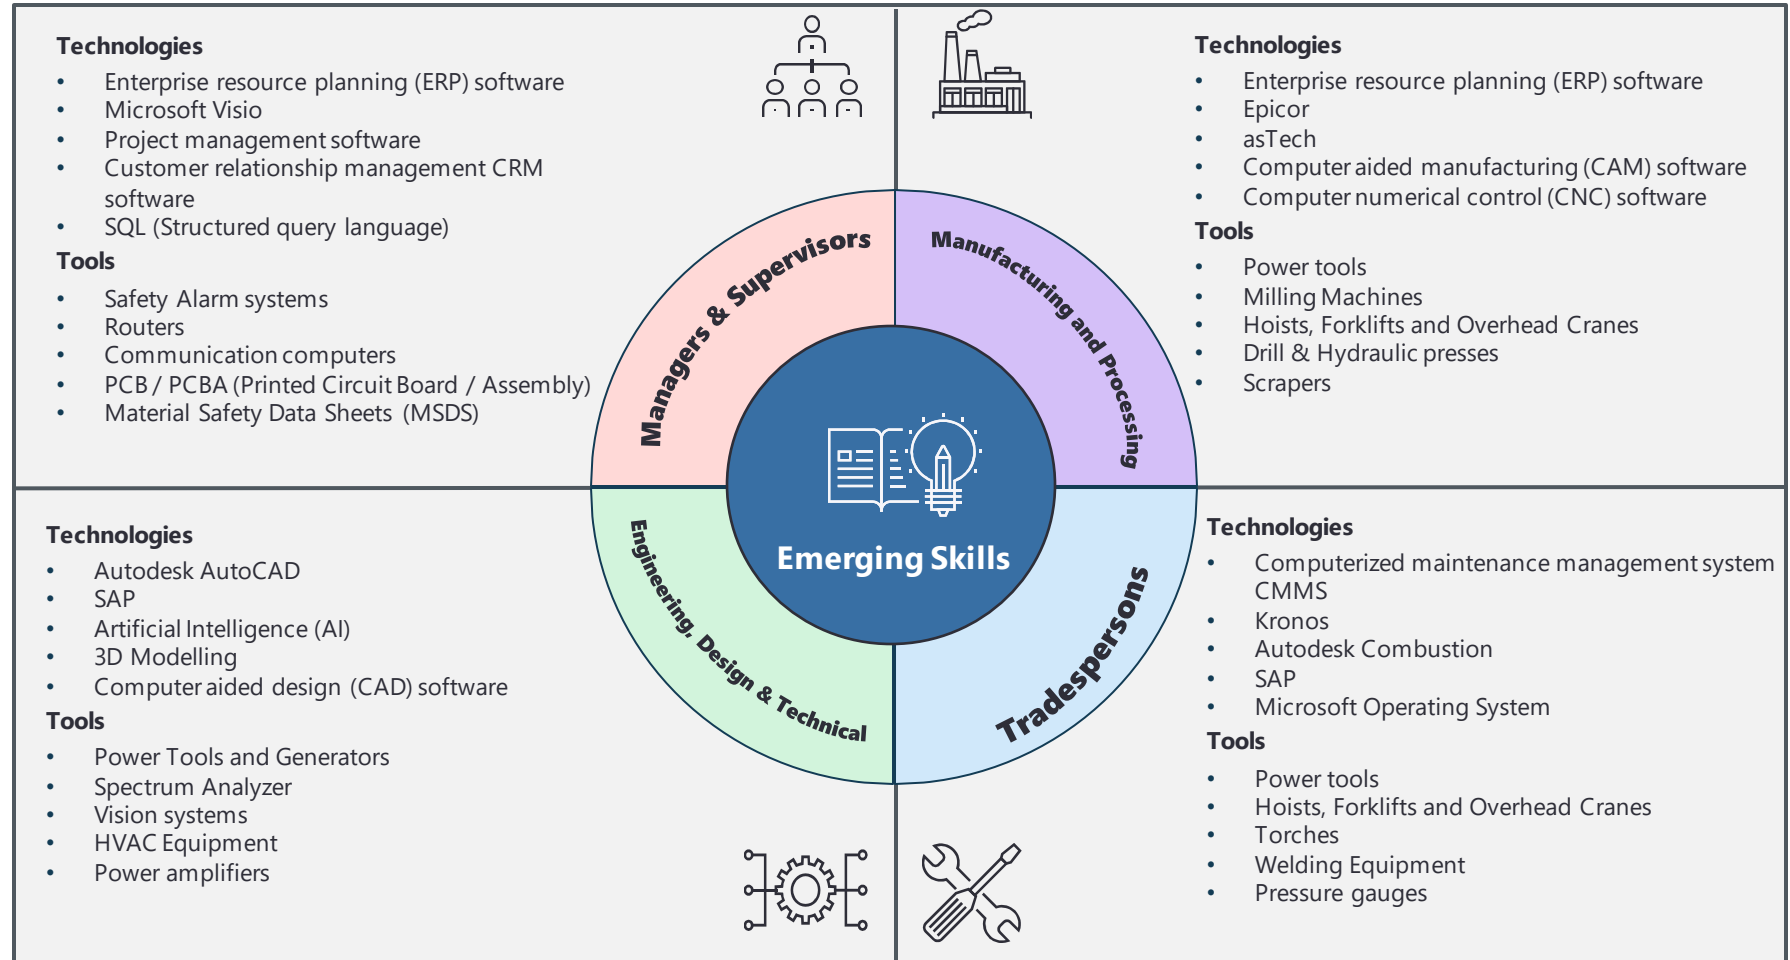 Technologies
• Enterprise resource planning (ERP) software
• Microsoft Visio
• Project management software
• Customer relationship management CRM
software
• SQL (Structured query language)
Tools
• Safety Alarm systems
• Routers
• Communication computers
• PCB / PCBA (Printed Circuit Board / Assembly)
• Material Safety Data Sheets (MSDS)
Technologies
• Enterprise resource planning (ERP) software
• Epicor
• asTech
• Computer aided manufacturing (CAM) software
• Computer numerical control (CNC) software
Tools
• Power tools
• Milling Machines
• Hoists, Forklifts and Overhead Cranes
• Drill & Hydraulic presses
• Scrapers
Managers & Supervisors
Manufacturing and Processing
Emerging Skills
Engineering, Design & Technical
Tradespersons
Technologies
• Autodesk AutoCAD
• SAP
• Artificial Intelligence (AI)
• 3D Modelling
• Computer aided design (CAD) software
Tools
• Power Tools and Generators
• Spectrum Analyzer
• Vision systems
• HVAC Equipment
• Power amplifiers
Technologies
• Computerized maintenance management system
CMMS
• Kronos
• Autodesk Combustion
• SAP
• Microsoft Operating System
Tools
• Power tools
• Hoists, Forklifts and Overhead Cranes
• Torches
• Welding Equipment
• Pressure gauges